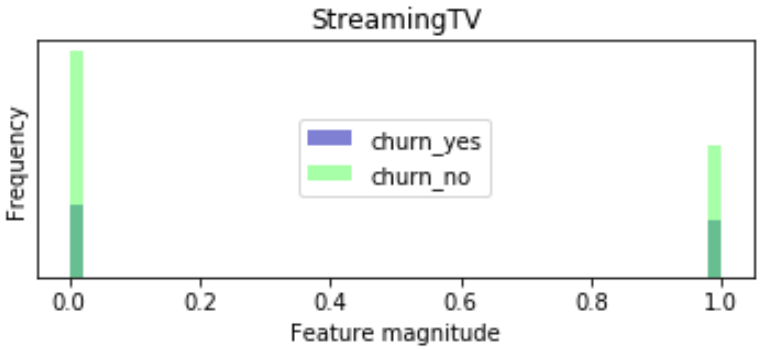 StreamingTV
Frequency
churn_yes
churn_no
0.0 0.2 0.4 0.6 0.8 1.0
Feature magnitude